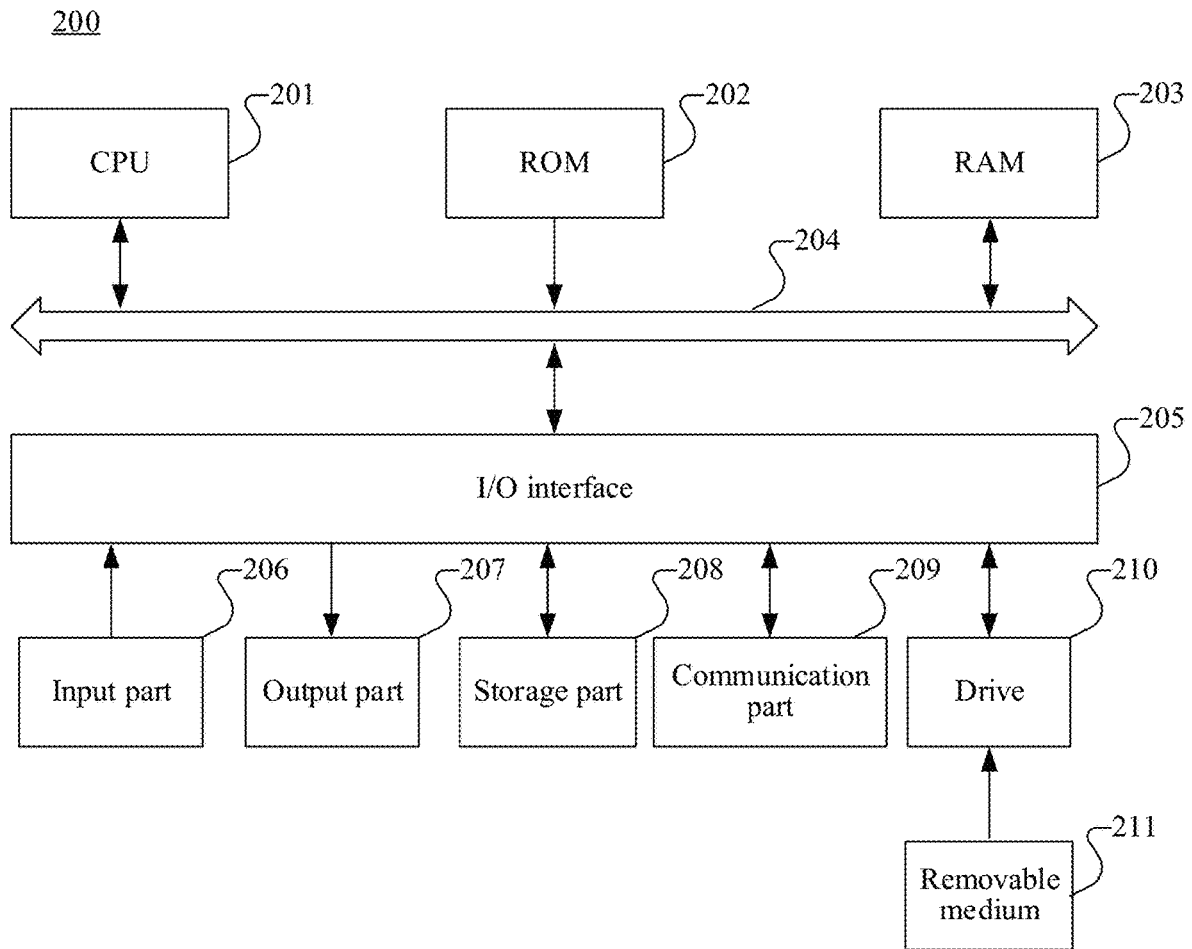 200
201
202
203
CPU
ROM
RAM
204
205
I/O interface
206
207
208
209
210
Input part
Output part
Storage part
Communication
part
Drive
211
Removable
medium